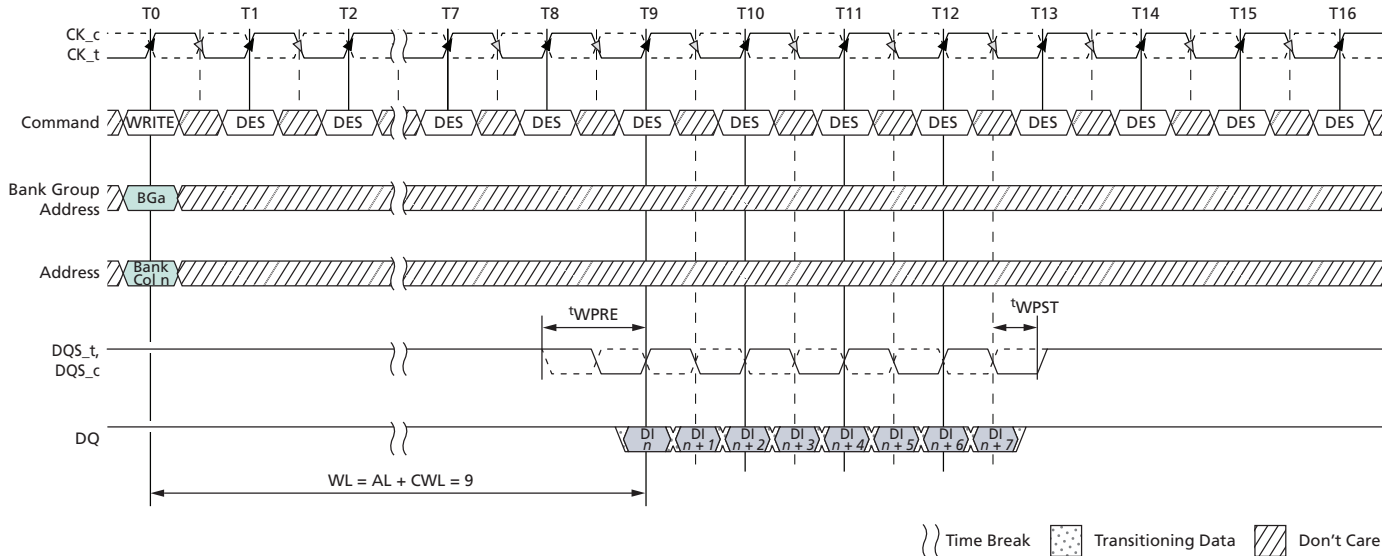 T0 T1 T2 T7 T8 T9 T10 T11 T12 T13 T14 T15 T16
CK_c
CK_t
Command WRITE DES DES DES DES DES DES DES DES DES DES DES DES
Bank Group
Address
BGa
Address
Bank
Col n
tWPRE tWPST
DQS_t,
DQS_c
DQ
DI
n
DI
n + 1
DI
n + 2
DI
n + 3
DI
n + 4
DI
n + 5
DI
n + 6
DI
n + 7
WL = AL + CWL = 9
Time Break Transitioning Data Don't Care